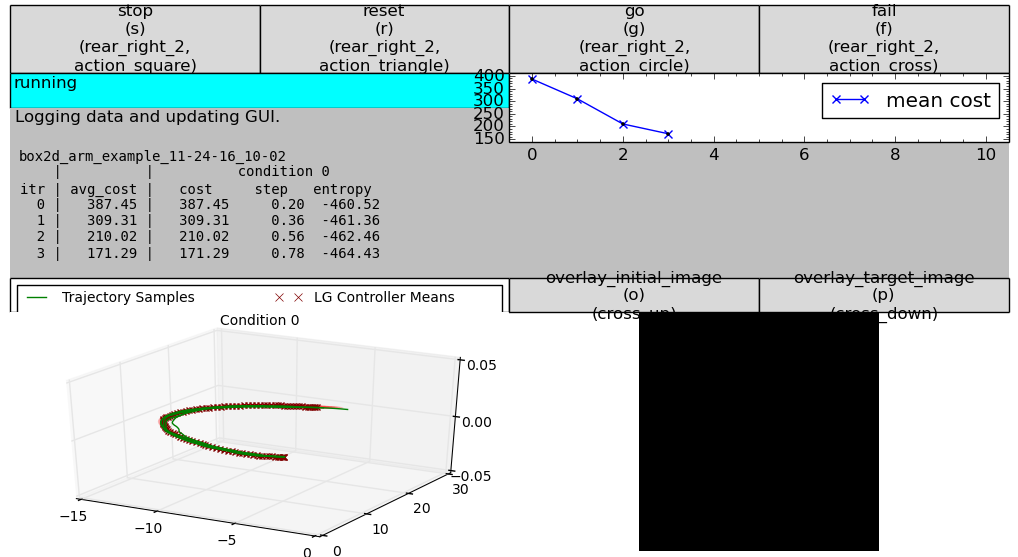 stop
(s)
(rear_right_2,
action_square)
reset
(r)
(rear_right_2,
action_triangle)
go
(g)
(rear_right_2,
action_circle)
fail
(f)
(rear_right_2,
action_cross)
running
400
350
300
250
200
150
mean cost
0 2 4 6 8 10
Logging data and updating GUI.
box2d_arm_example_11-24-16_10-02
| | condition 0
itr | avg_cost | cost step entropy
0 | 387.45 | 387.45 0.20 -460.52
1 | 309.31 | 309.31 0.36 -461.36
2 | 210.02 | 210.02 0.56 -462.46
3 | 171.29 | 171.29 0.78 -464.43
overlay_initial_image
(o)
(cross_up)
overlay_target_image
(p)
(cross_down)
Trajectory Samples
LG Controller Means
Condition 0
0.05
0.00
−0.05
30
20
10
0
−15
−10
−5
0